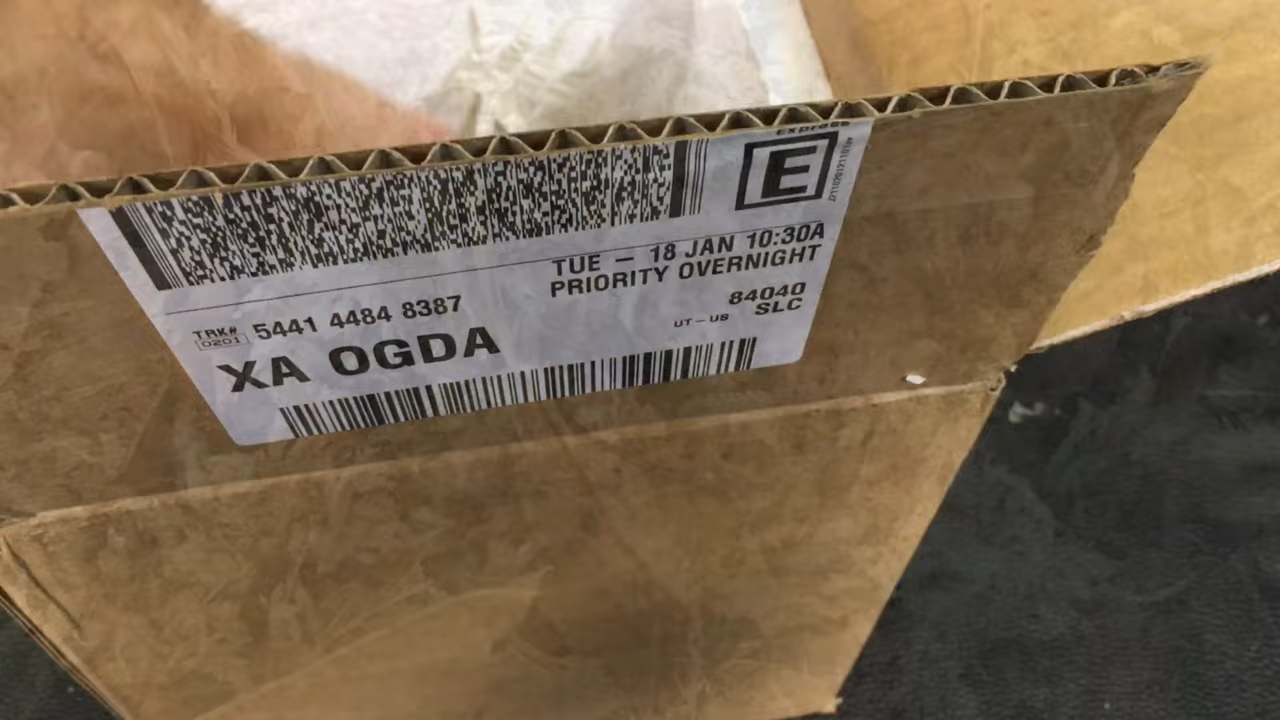 Express
E
TUE - 18 JAN 10:30A
PRIORITY OVERNIGHT
TRK# 5441 4484 8387
0201
84040
UT-US SLC
XA OGDA